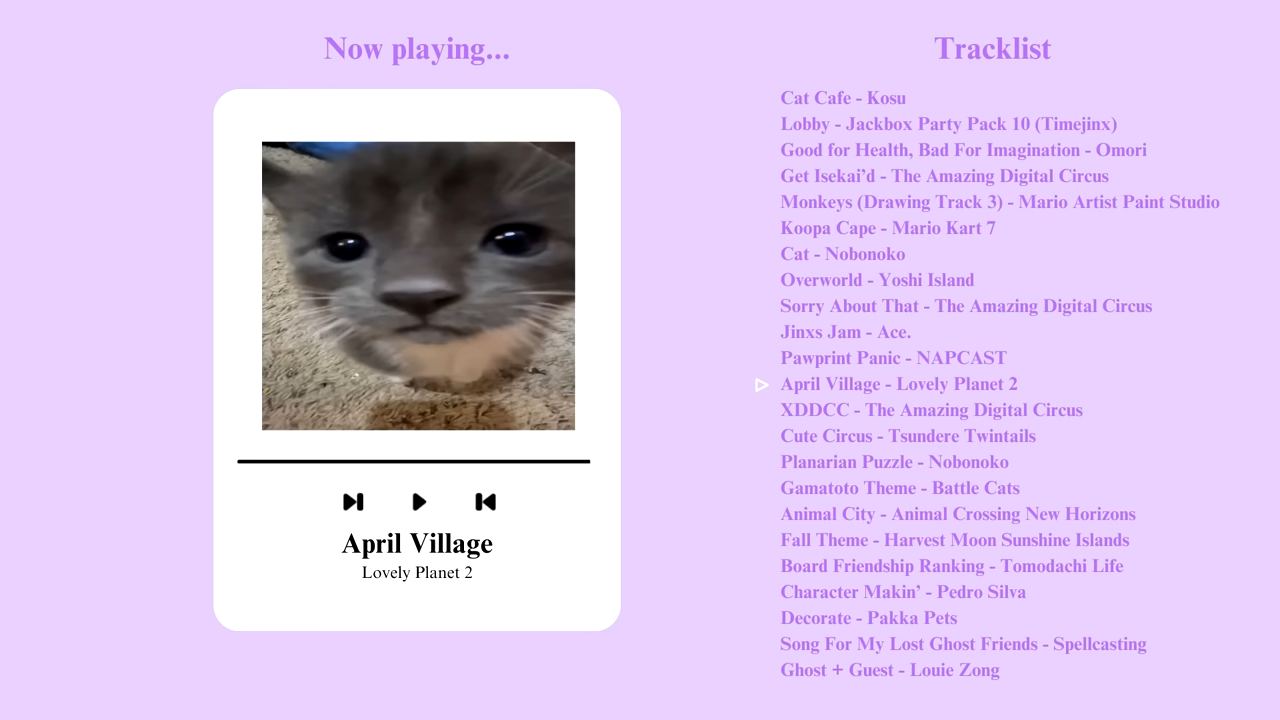 Now playing...
April Village
Lovely Planet 2
Tracklist
Cat Cafe - Kosu
Lobby - Jackbox Party Pack 10 (Timejinx)
Good for Health, Bad For Imagination - Omori
Get Isekai’d - The Amazing Digital Circus
Monkeys (Drawing Track 3) - Mario Artist Paint Studio
Koopa Cape - Mario Kart 7
Cat - Nobonoko
Overworld - Yoshi Island
Sorry About That - The Amazing Digital Circus
Jinxs Jam - Ace.
Pawprint Panic - NAPCAST
April Village - Lovely Planet 2
XDDCC - The Amazing Digital Circus
Cute Circus - Tsundere Twintails
Planarian Puzzle - Nobonoko
Gamatoto Theme - Battle Cats
Animal City - Animal Crossing New Horizons
Fall Theme - Harvest Moon Sunshine Islands
Board Friendship Ranking - Tomodachi Life
Character Makin’ - Pedro Silva
Decorate - Pakka Pets
Song For My Lost Ghost Friends - Spellcasting
Ghost + Guest - Louie Zong